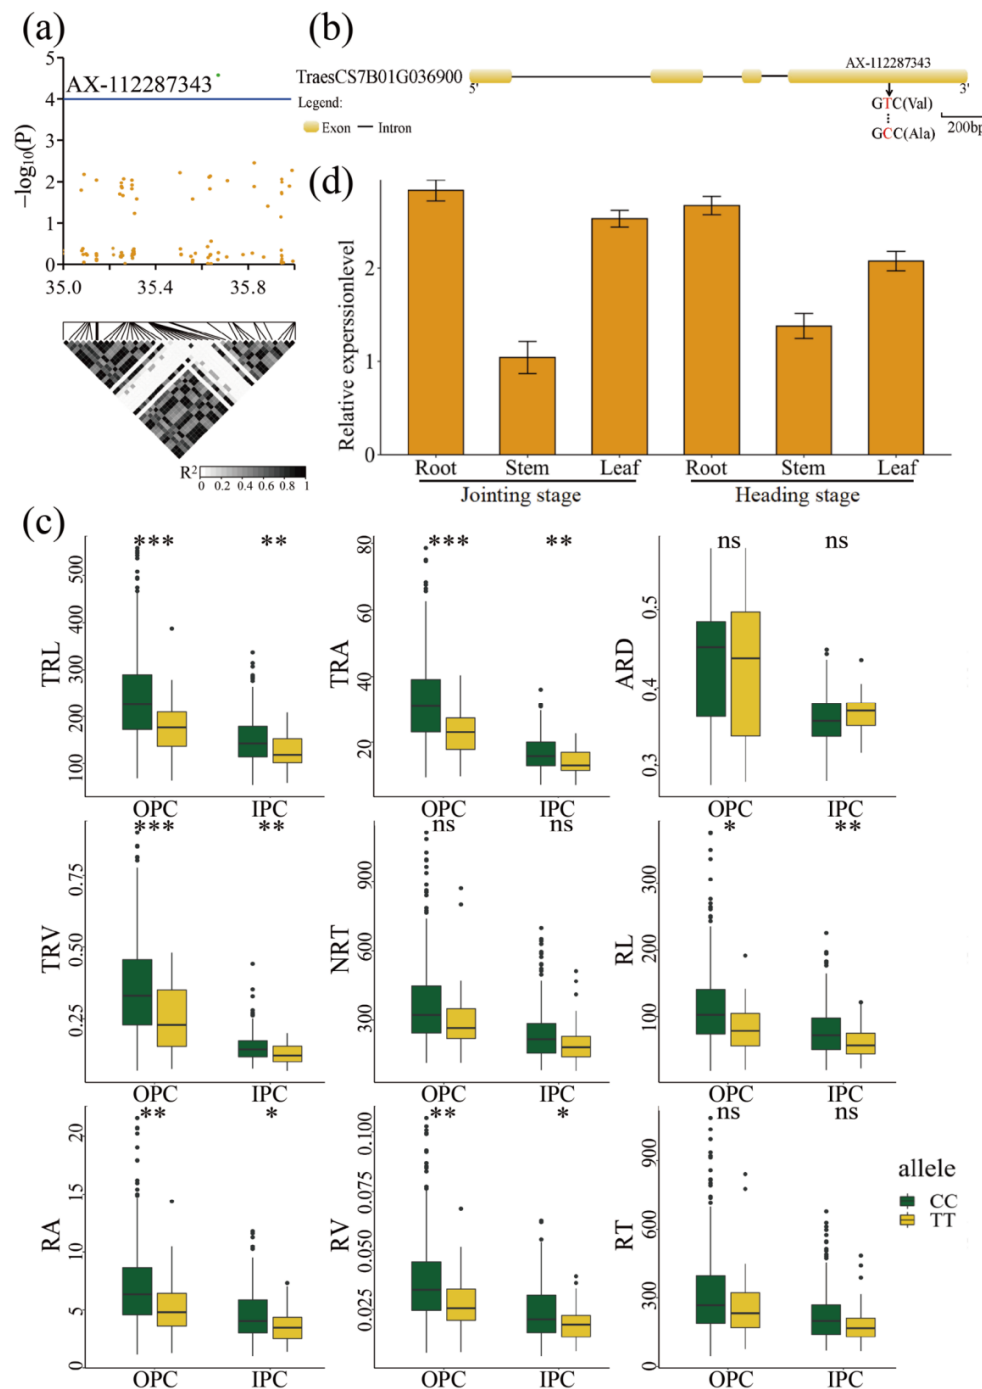 (a)
5
AX-112287343
4
3
2
1
0
−log10(P)
35.0 35.4 35.8
R2
0 0.2 0.4 0.6 0.8 1
(b)
TraesCS7B01G036900
AX-112287343
5' 3'
Legend:
Exon Intron
GTC(Val)
GCC(Ala)
200bp
(d)
Relative experssionlevel
2
1
0
Root Stem Leaf Root Stem Leaf
Jointing stage Heading stage
(c)
*** **
TRL
500
400
300
200
100
OPC IPC
*** **
TRA
80
60
40
20
OPC IPC
ns ns
ARD
0.5
0.4
0.3
OPC IPC
*** **
TRV
0.75
0.50
0.25
OPC IPC
ns ns
NRT
900
600
300
OPC IPC
* **
RL
300
200
100
OPC IPC
** *
RA
20
15
10
5
0
OPC IPC
** *
RV
0.100
0.075
0.050
0.025
OPC IPC
ns ns
RT
900
600
300
0
OPC IPC
allele
CC
TT